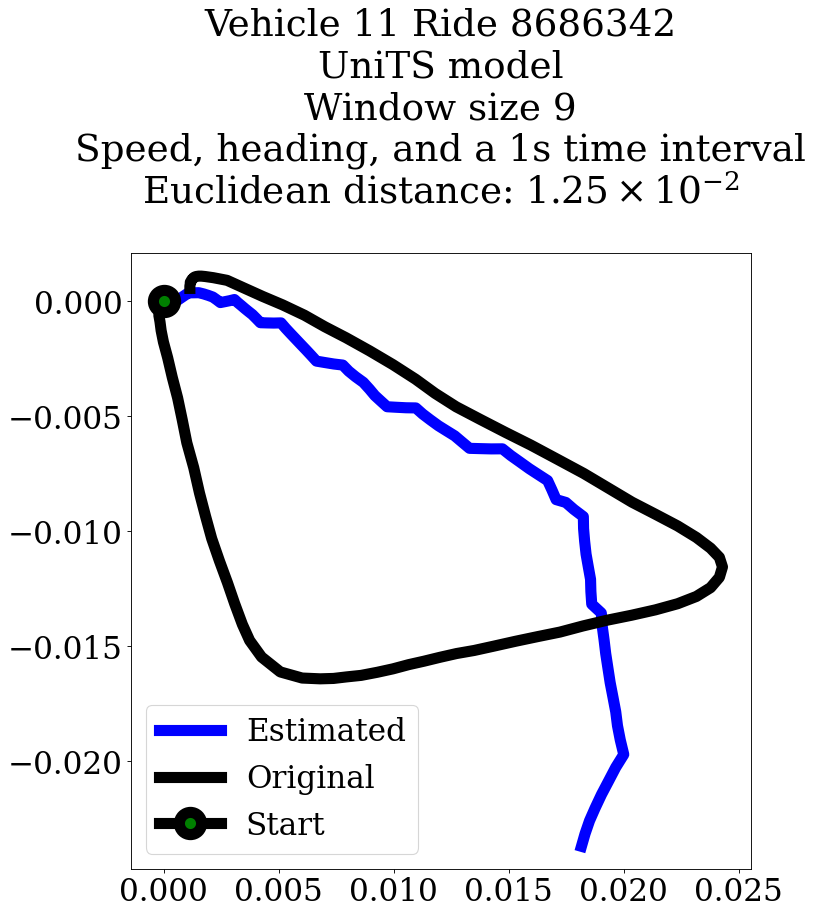 Vehicle 11 Ride 8686342
UniTS model
Window size 9
Speed, heading, and a 1s time interval
Euclidean distance: 1.25 × 10⁻²
0.000
−0.005
−0.010
−0.015
−0.020
Estimated
Original
Start
0.000 0.005 0.010 0.015 0.020 0.025